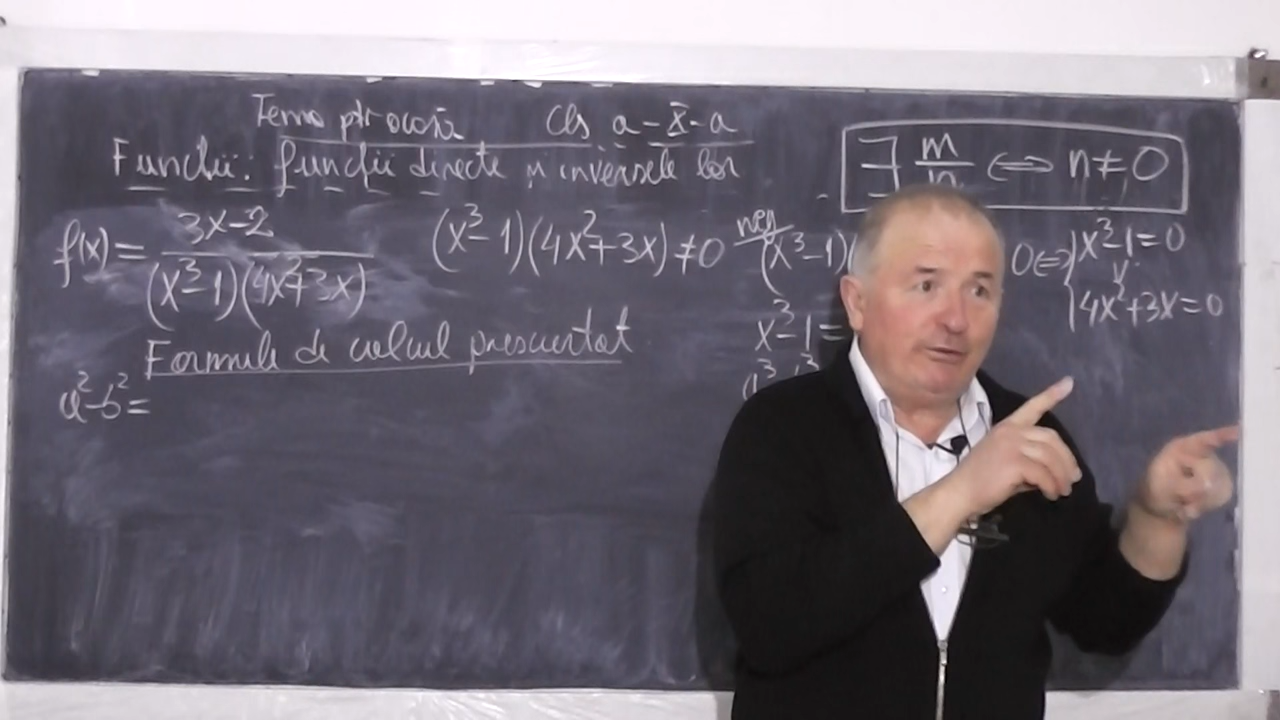 Tema ptr acasă Cls a-X-a
Funcții: funcții directe și inversele lor
∃ m/n ⇔ n≠0
f(x)= (3x-2)/((x³-1)(4x²+3x)) (x³-1)(4x²+3x)≠0 neg (x³-1)( 0⇔ {x³-1=0
v
4x²+3x=0
x³-1=
Formule de calcul prescurtat
a²-b²=